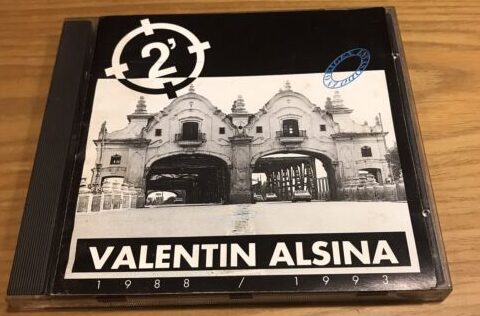 2'
VALENTIN ALSINA
1988 / 1993